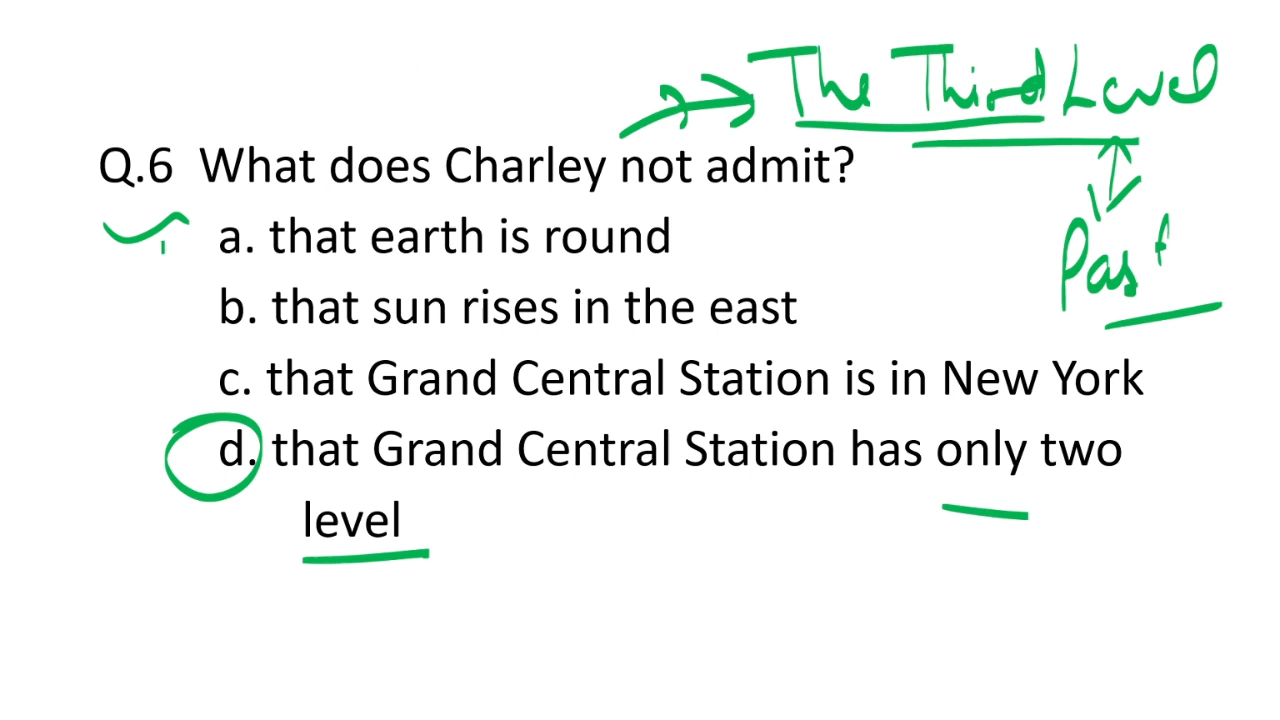 The Third Level
Q.6 What does Charley not admit?
a. that earth is round
Past
b. that sun rises in the east
c. that Grand Central Station is in New York
d. that Grand Central Station has only two
level